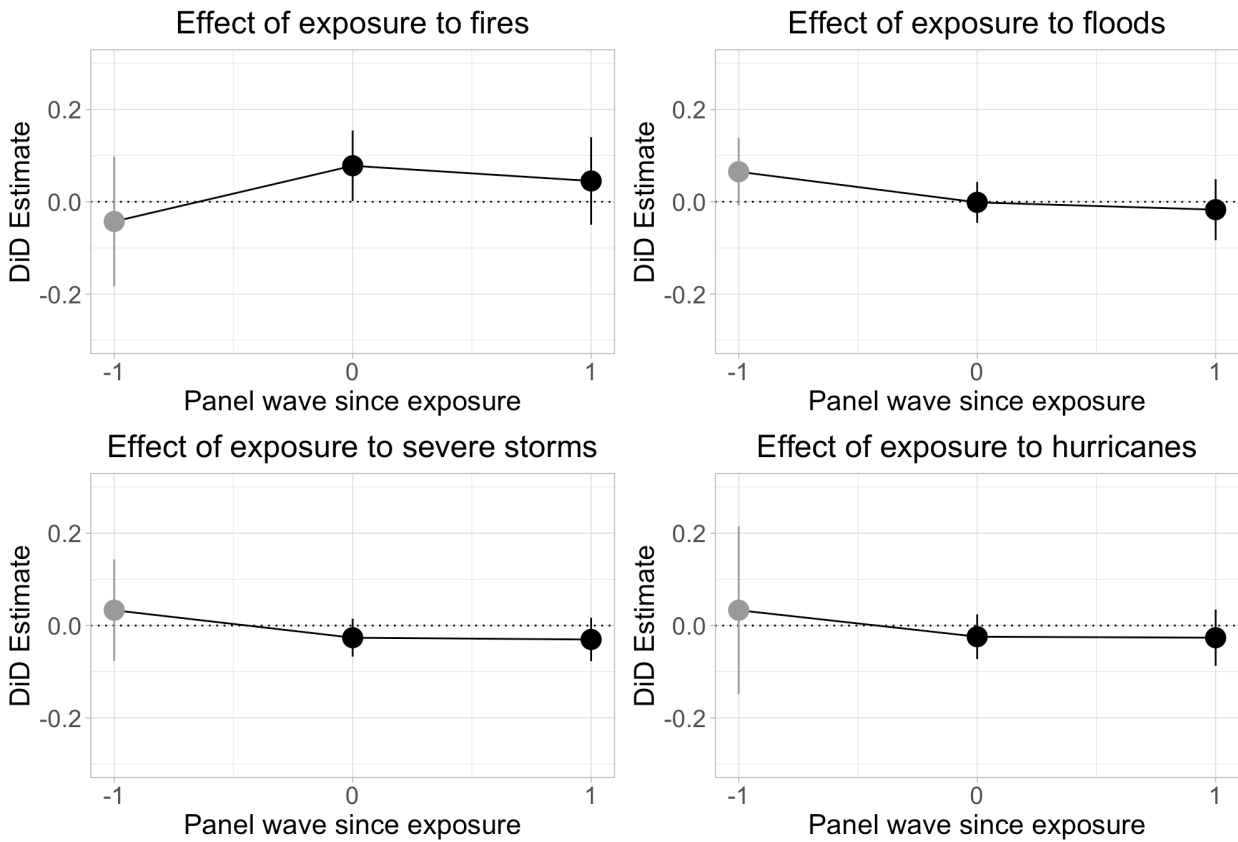 Effect of exposure to fires
DiD Estimate
0.2
0.0
-0.2
-1 0 1
Panel wave since exposure
Effect of exposure to floods
DiD Estimate
0.2
0.0
-0.2
-1 0 1
Panel wave since exposure
Effect of exposure to severe storms
DiD Estimate
0.2
0.0
-0.2
-1 0 1
Panel wave since exposure
Effect of exposure to hurricanes
DiD Estimate
0.2
0.0
-0.2
-1 0 1
Panel wave since exposure